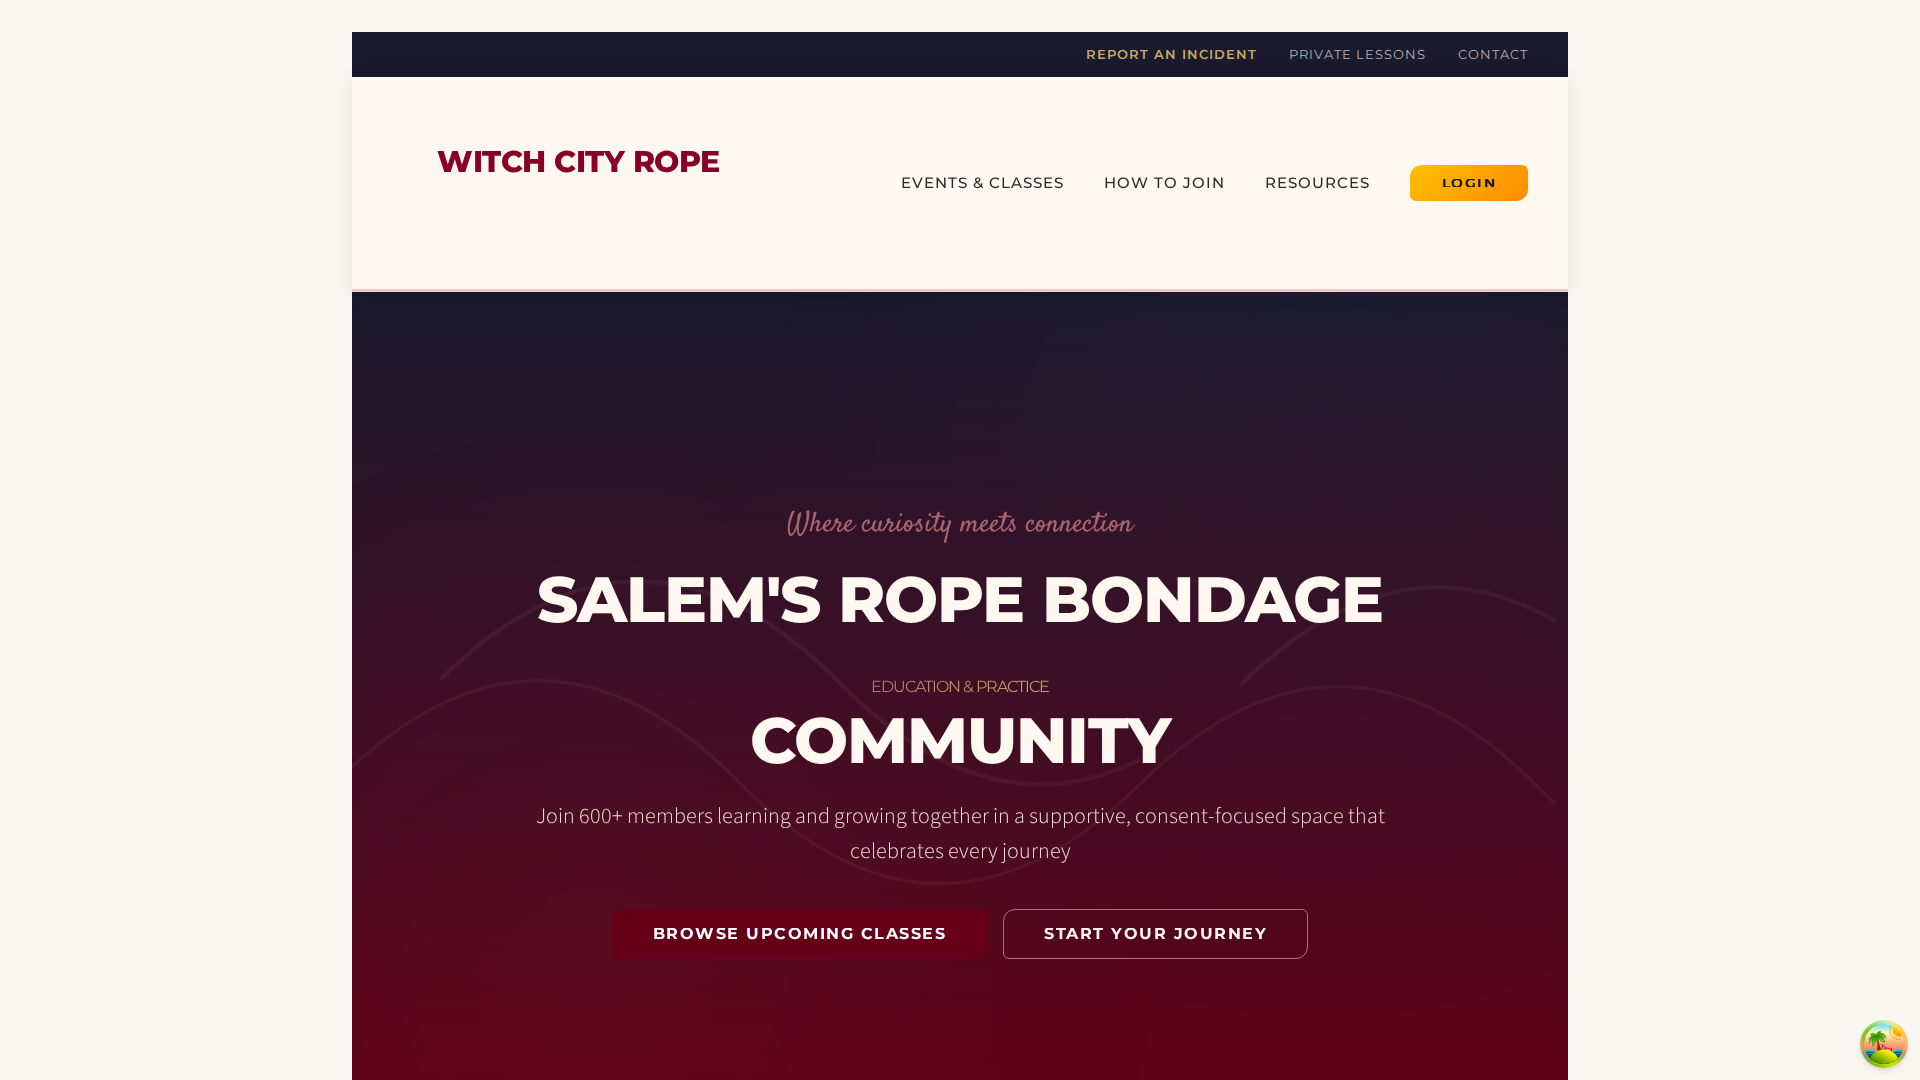 REPORT AN INCIDENT
PRIVATE LESSONS
CONTACT
WITCH CITY ROPE
EVENTS & CLASSES
HOW TO JOIN
RESOURCES
LOGIN
Where curiosity meets connection
SALEM'S ROPE BONDAGE
EDUCATION & PRACTICE
COMMUNITY
Join 600+ members learning and growing together in a supportive, consent-focused space that
celebrates every journey
BROWSE UPCOMING CLASSES
START YOUR JOURNEY